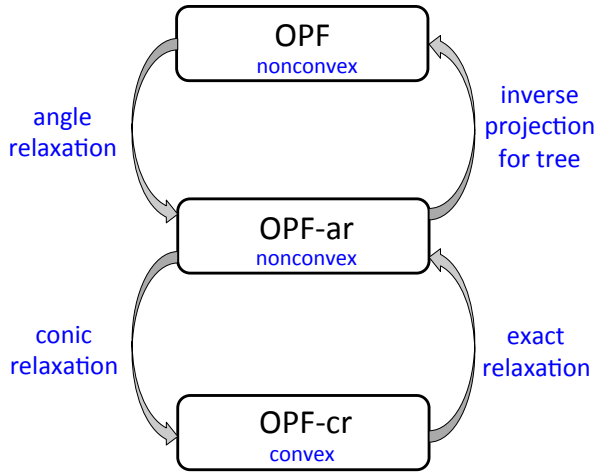 OPF
nonconvex
angle
relaxation
inverse
projection
for tree
OPF-ar
nonconvex
conic
relaxation
exact
relaxation
OPF-cr
convex